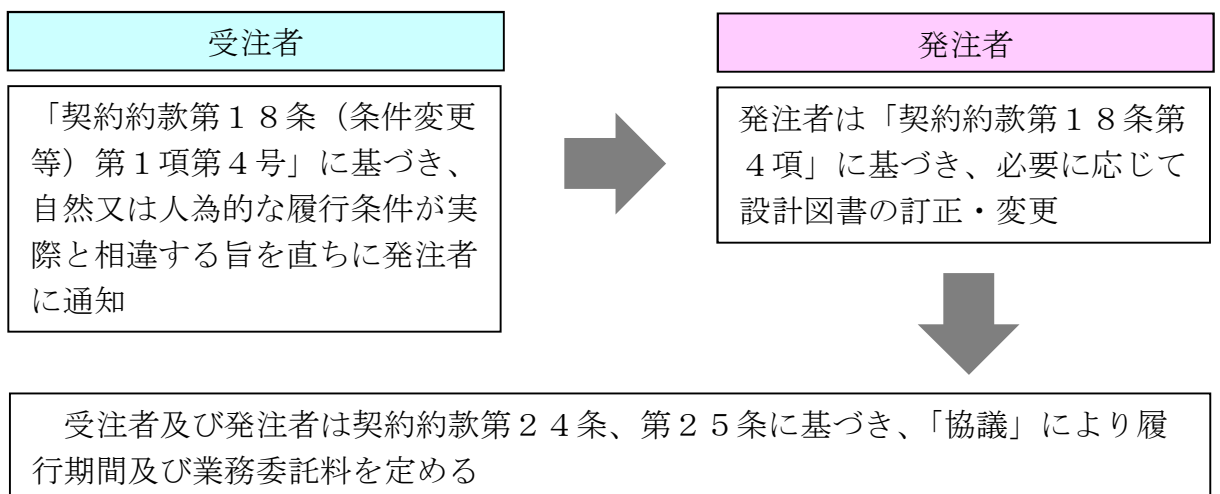 受注者
「契約約款第１８条（条件変更
等）第１項第４号」に基づき、
自然又は人為的な履行条件が実
際と相違する旨を直ちに発注者
に通知
発注者
発注者は「契約約款第１８条第
４項」に基づき、必要に応じて
設計図書の訂正・変更
受注者及び発注者は契約約款第２４条、第２５条に基づき、「協議」により履
行期間及び業務委託料を定める